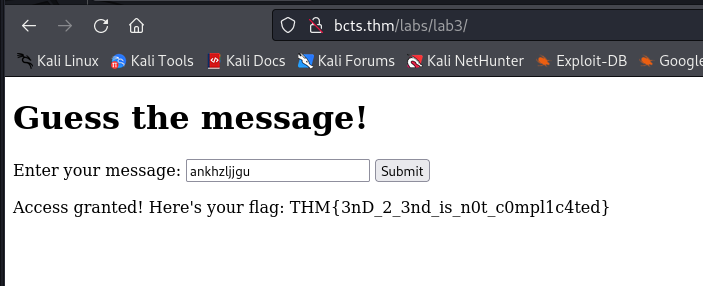 bcts.thm/labs/lab3/
Kali Linux Kali Tools Kali Docs Kali Forums Kali NetHunter Exploit-DB Google
Guess the message!
Enter your message: ankhzljjgu Submit
Access granted! Here's your flag: THM{3nD_2_3nd_is_n0t_c0mpl1c4ted}